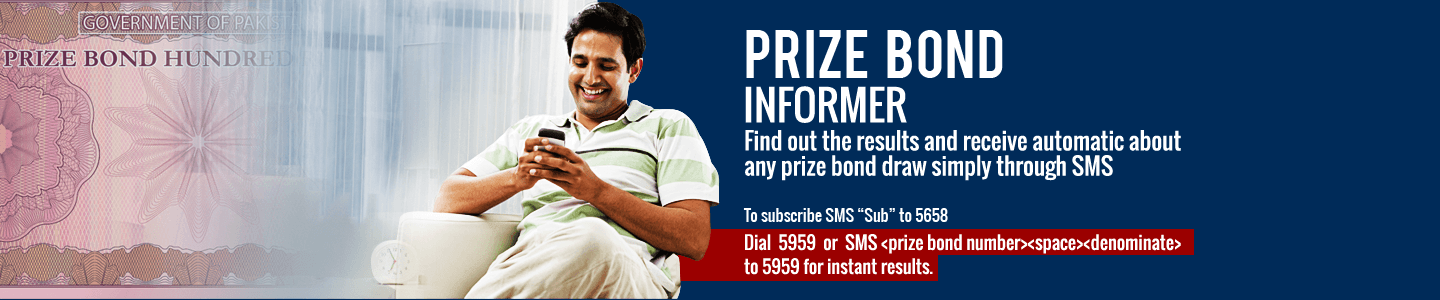 GOVERNMENT OF PAKIST
PRIZE BOND HUNDRED
PRIZE BOND
INFORMER
Find out the results and receive automatic about
any prize bond draw simply through SMS
To subscribe SMS “Sub” to 5658
Dial 5959 or SMS <prize bond number><space><denominate>
to 5959 for instant results.